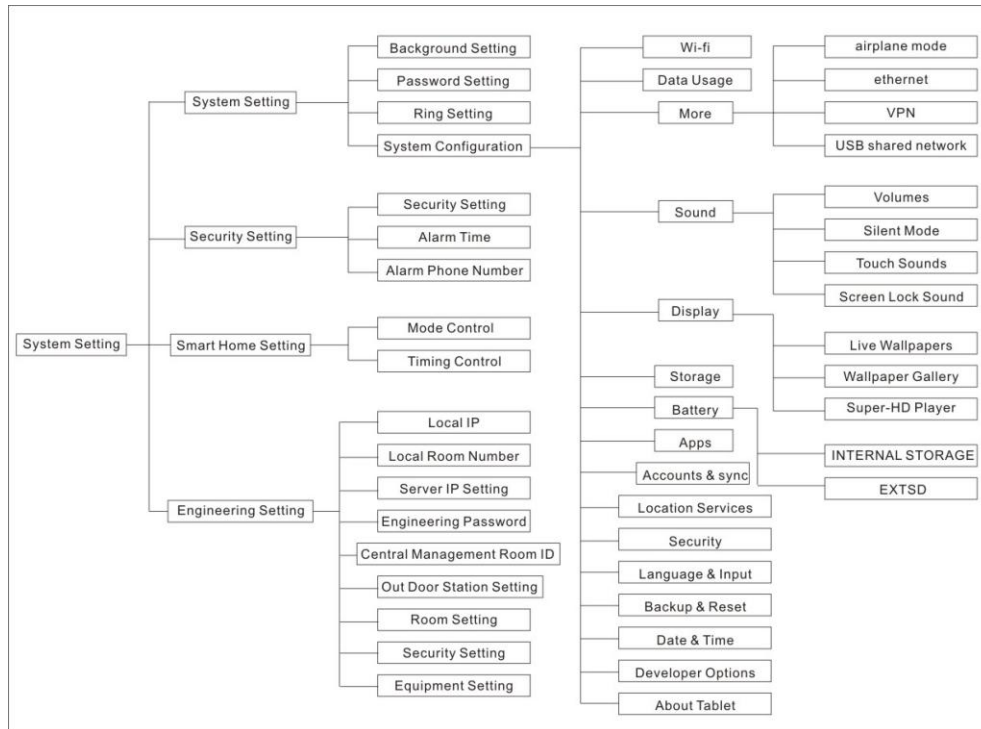 System Setting
System Setting
Security Setting
Smart Home Setting
Engineering Setting
Background Setting
Password Setting
Ring Setting
System Configuration
Security Setting
Alarm Time
Alarm Phone Number
Mode Control
Timing Control
Local IP
Local Room Number
Server IP Setting
Engineering Password
Central Management Room ID
Out Door Station Setting
Room Setting
Security Setting
Equipment Setting
Wi-fi
Data Usage
More
Sound
Display
Storage
Battery
Apps
Accounts & sync
Location Services
Security
Language & Input
Backup & Reset
Date & Time
Developer Options
About Tablet
airplane mode
ethernet
VPN
USB shared network
Volumes
Silent Mode
Touch Sounds
Screen Lock Sound
Live Wallpapers
Wallpaper Gallery
Super-HD Player
INTERNAL STORAGE
EXTSD